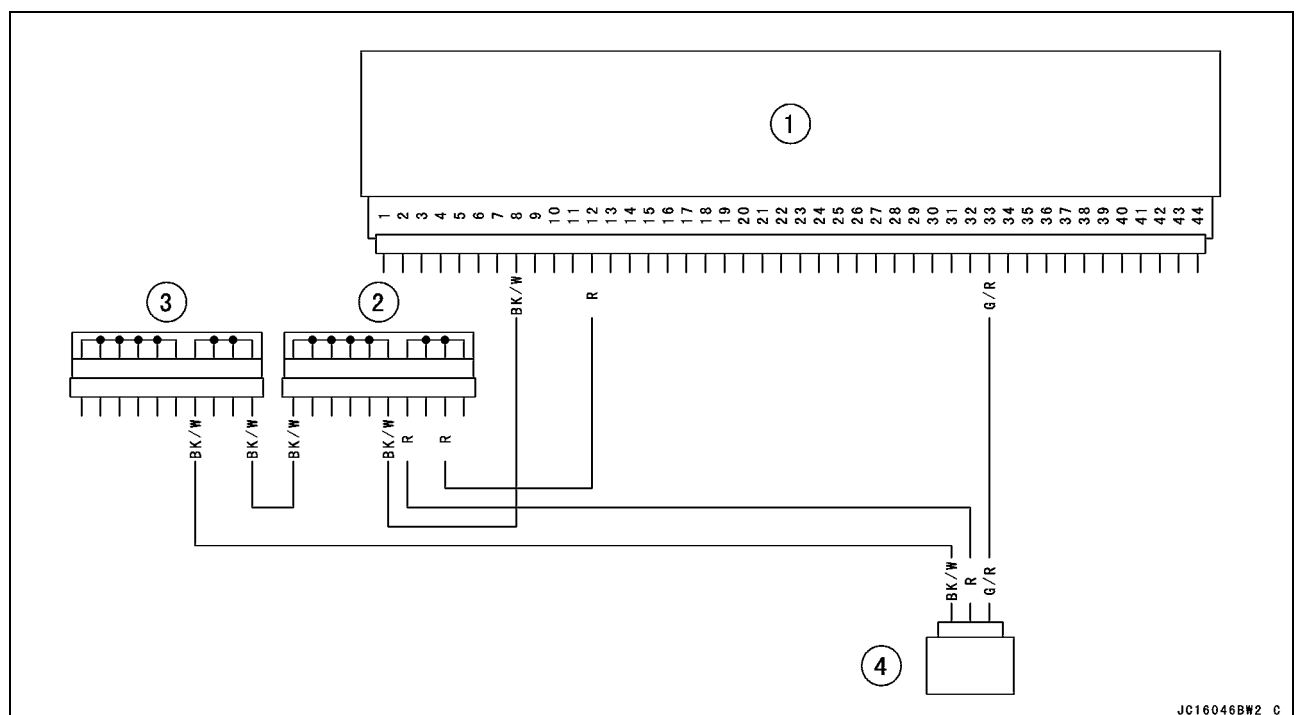 1
1 2 3 4 5 6 7 8 9 10 11 12 13 14 15 16 17 18 19 20 21 22 23 24 25 26 27 28 29 30 31 32 33 34 35 36 37 38 39 40 41 42 43 44
BK/W R G/R
3 2
BK/W BK/W BK/W BK/W R R
BK/W R G/R
4
JC16046BW2 C